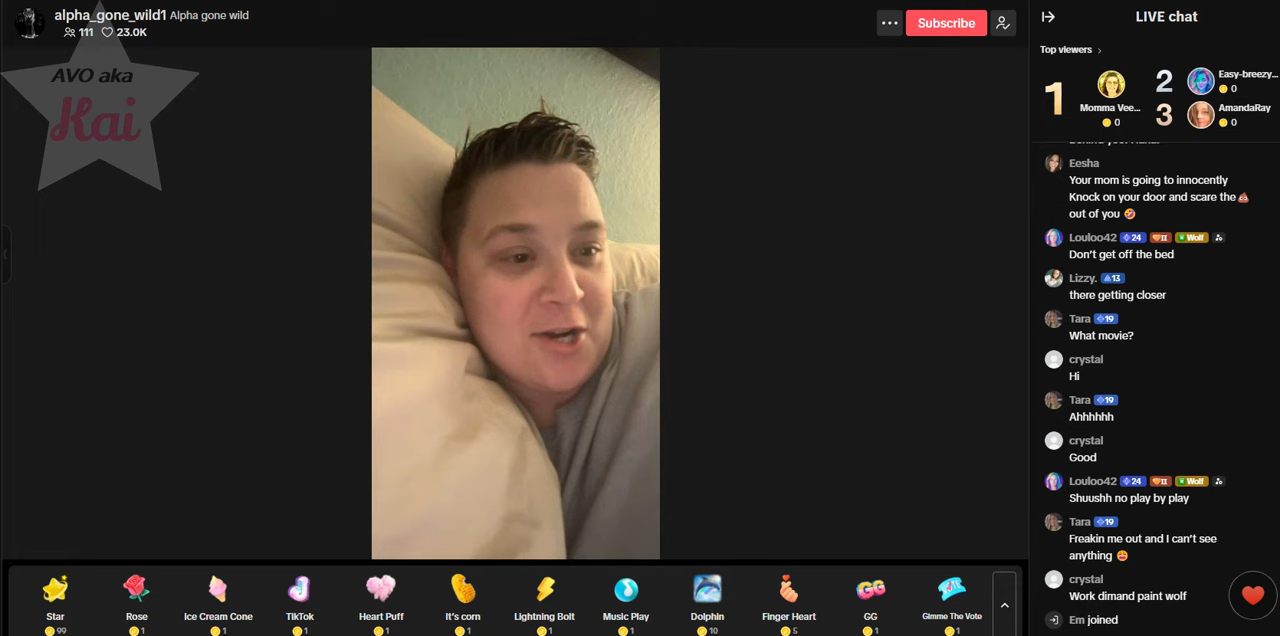 alpha_gone_wild1 Alpha gone wild
111 23.0K
Subscribe
AVO aka
Kai
LIVE chat
Top viewers
1
Momma Vee...
0
2
Easy-breezy...
0
3
AmandaRay
0
Eesha
Your mom is going to innocently
Knock on your door and scare the💩
out of you 🤣
Louloo42 24 II Wolf
Don't get off the bed
Lizzy. 13
there getting closer
Tara 19
What movie?
crystal
Hi
Tara 19
Ahhhhhh
crystal
Good
Louloo42 24 II Wolf
Shuushh no play by play
Tara 19
Freakin me out and I can't see
anything 😩
crystal
Work dimand paint wolf
Em joined
Star
99
Rose
1
Ice Cream Cone
1
TikTok
1
Heart Puff
1
It's corn
1
Lightning Bolt
1
Music Play
1
Dolphin
10
Finger Heart
5
GG
1
Gimme The Vote
1